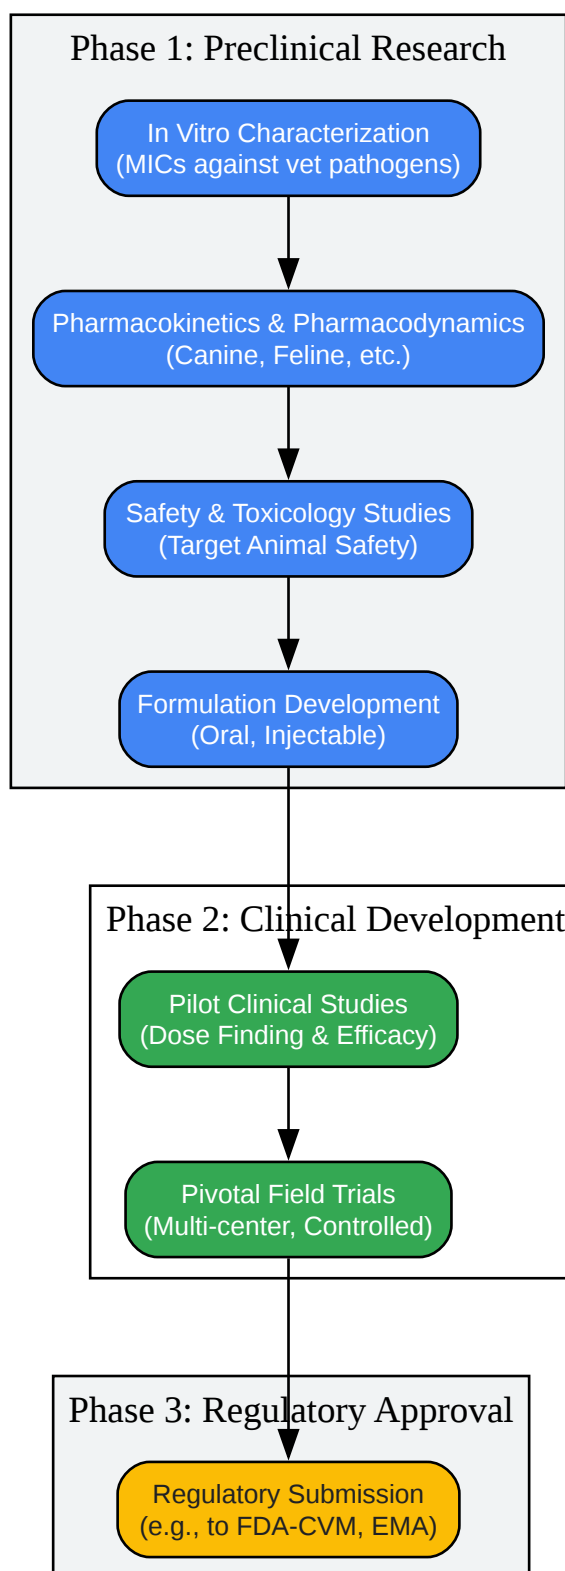 Phase 1: Preclinical Research
In Vitro Characterization
(MICs against vet pathogens)
Pharmacokinetics & Pharmacodynamics
(Canine, Feline, etc.)
Safety & Toxicology Studies
(Target Animal Safety)
Formulation Development
(Oral, Injectable)
Phase 2: Clinical Development
Pilot Clinical Studies
(Dose Finding & Efficacy)
Pivotal Field Trials
(Multi-center, Controlled)
Phase 3: Regulatory Approval
Regulatory Submission
(e.g., to FDA-CVM, EMA)